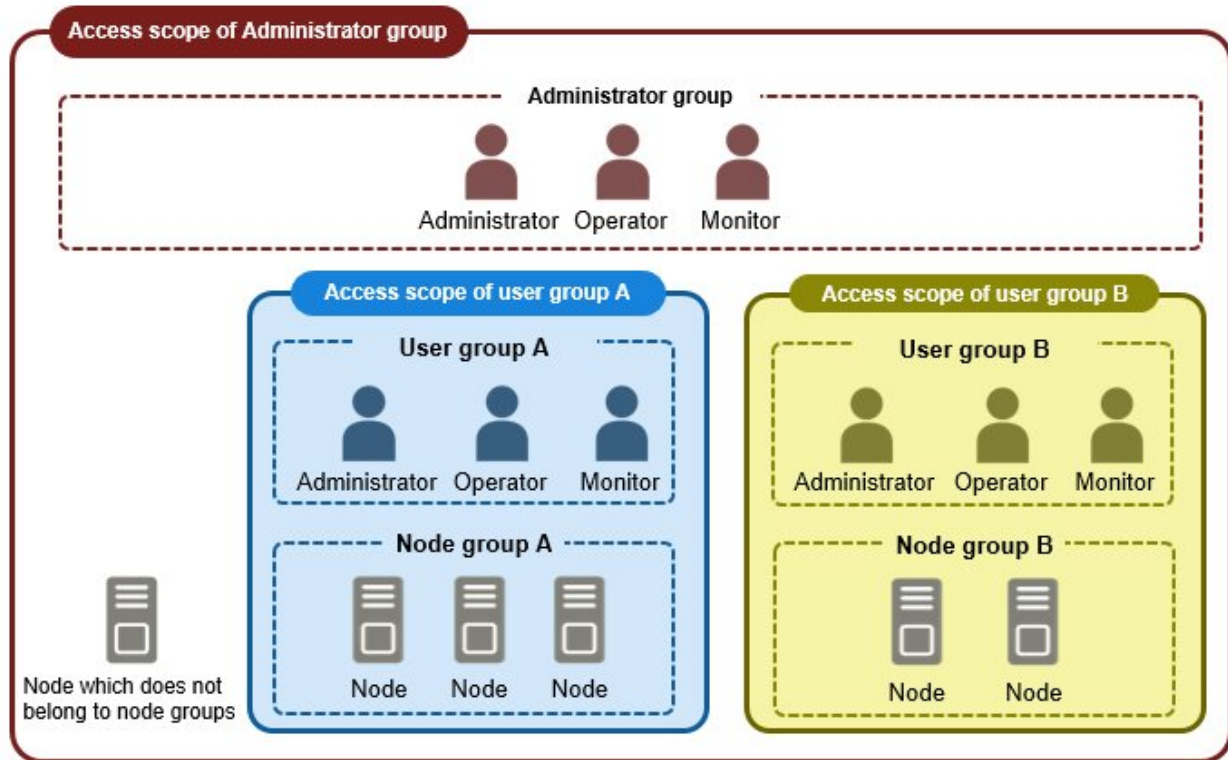 Access scope of Administrator group
Administrator group
Administrator Operator Monitor
Access scope of user group A
User group A
Administrator Operator Monitor
Node group A
Node Node Node
Access scope of user group B
User group B
Administrator Operator Monitor
Node group B
Node Node
Node which does not
belong to node groups